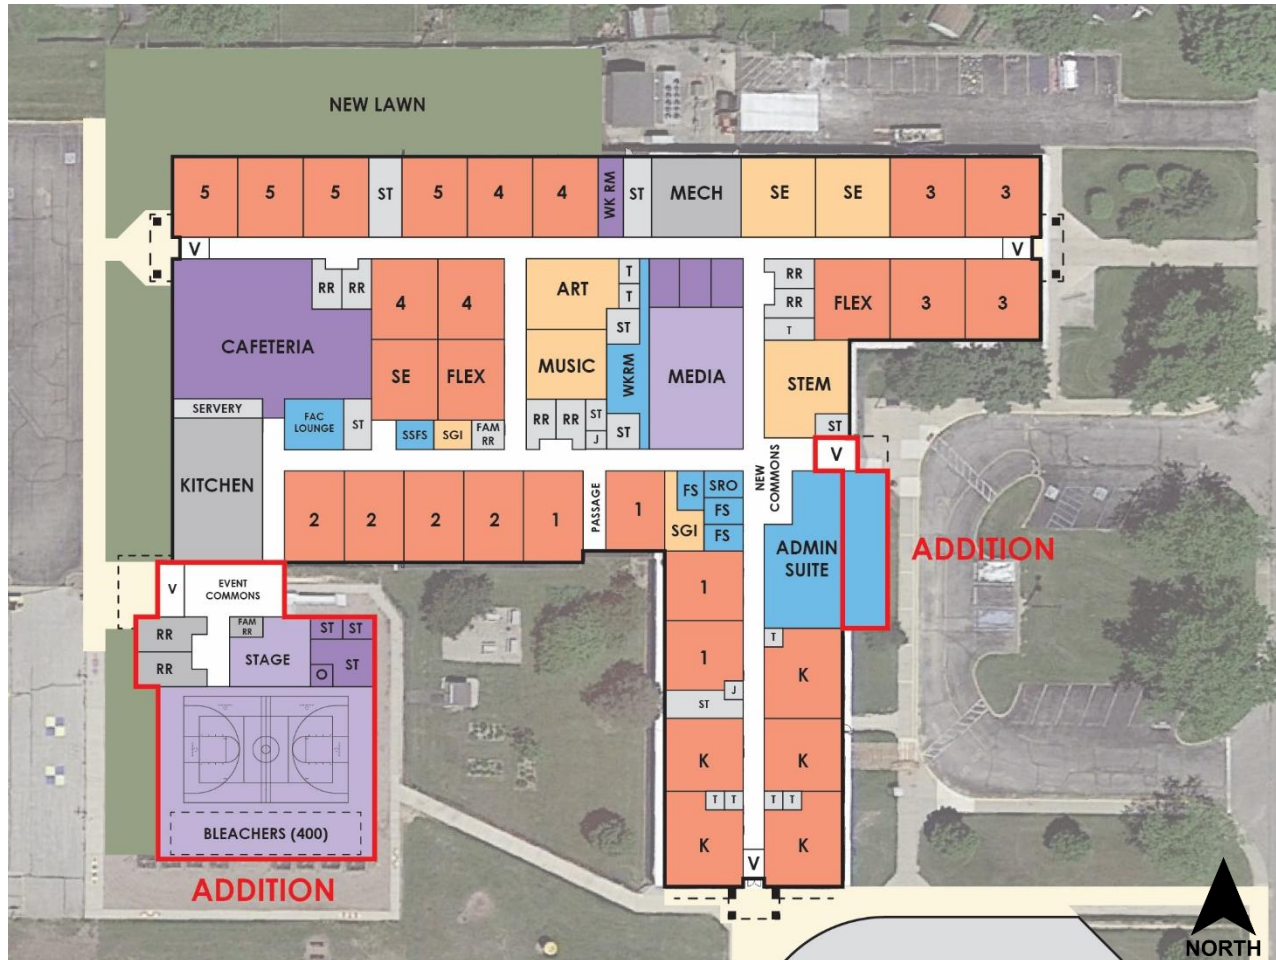 NEW LAWN
5
5
5
ST
5
4
4
WK RM
ST
MECH
SE
SE
3
3
V
V
RR
RR
4
4
ART
T
T
ST
RR
RR
T
FLEX
3
3
CAFETERIA
SE
FLEX
MUSIC
WKRM
MEDIA
STEM
SERVERY
FAC
LOUNGE
ST
SSFS
SGI
FAM
RR
RR
RR
ST
J
ST
ST
V
KITCHEN
2
2
2
2
1
PASSAGE
1
SGI
FS
SRO
FS
FS
NEW
COMMONS
ADMIN
SUITE
ADDITION
V
EVENT
COMMONS
RR
RR
FAM
RR
STAGE
ST
ST
ST
O
1
1
J
ST
T
K
K
K
T
T
T
T
K
K
V
BLEACHERS (400)
ADDITION
NORTH